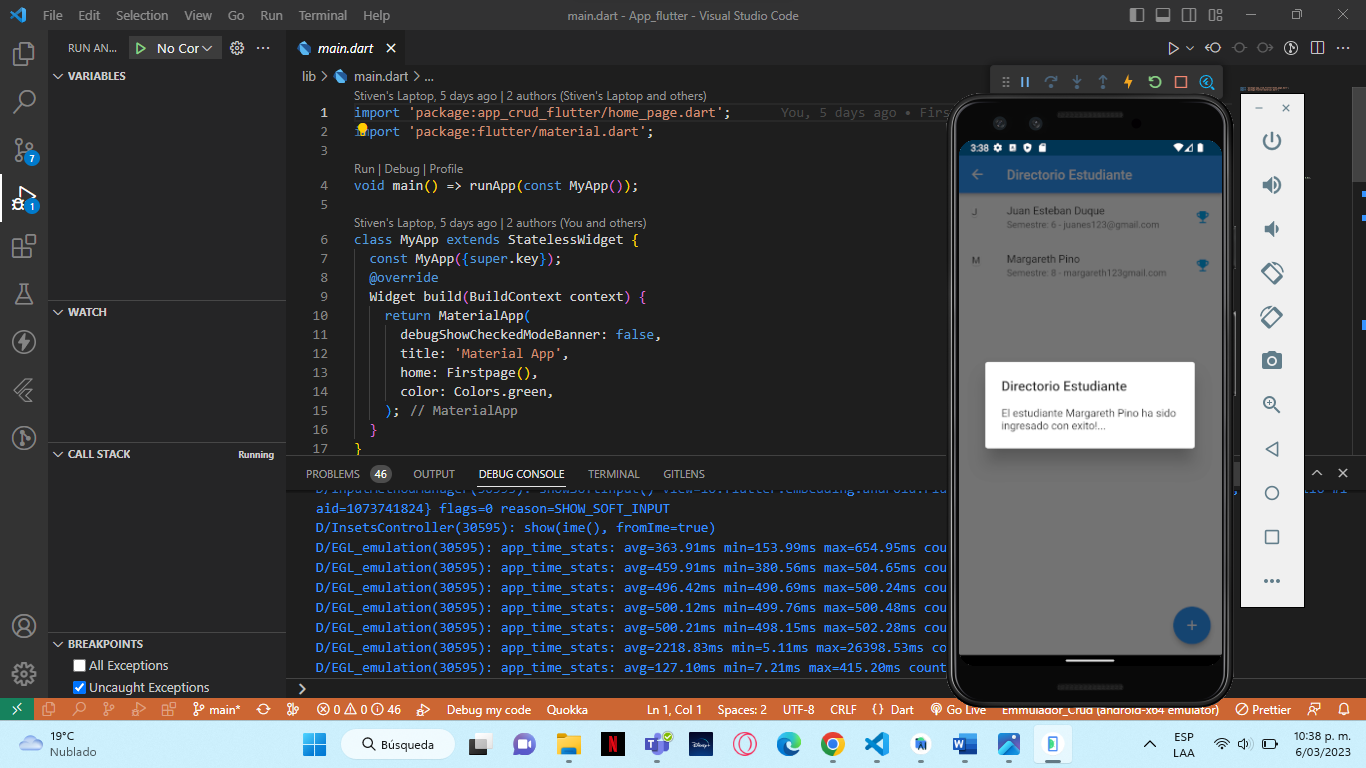 File Edit Selection View Go Run Terminal Help
main.dart - App_flutter - Visual Studio Code
RUN AN... No Cor
main.dart
lib > main.dart > ...
VARIABLES
WATCH
CALL STACK Running
BREAKPOINTS
All Exceptions
Uncaught Exceptions
7
1
Stiven's Laptop, 5 days ago | 2 authors (Stiven's Laptop and others)
1 import 'package:app_crud_flutter/home_page.dart'; You, 5 days ago • Firs
2 import 'package:flutter/material.dart';
3
Run | Debug | Profile
4 void main() => runApp(const MyApp());
5
Stiven's Laptop, 5 days ago | 2 authors (You and others)
6 class MyApp extends StatelessWidget {
7 const MyApp({super.key});
8 @override
9 Widget build(BuildContext context) {
10 return MaterialApp(
11 debugShowCheckedModeBanner: false,
12 title: 'Material App',
13 home: Firstpage(),
14 color: Colors.green,
15 ); // MaterialApp
16 }
17 }
PROBLEMS 46 OUTPUT DEBUG CONSOLE TERMINAL GITLENS
aid=1073741824} flags=0 reason=SHOW_SOFT_INPUT
D/InsetsController(30595): show(ime(), fromIme=true)
D/EGL_emulation(30595): app_time_stats: avg=363.91ms min=153.99ms max=654.95ms cou
D/EGL_emulation(30595): app_time_stats: avg=459.91ms min=380.56ms max=504.65ms cou
D/EGL_emulation(30595): app_time_stats: avg=496.42ms min=490.69ms max=500.24ms cou
D/EGL_emulation(30595): app_time_stats: avg=500.12ms min=499.76ms max=500.48ms cou
D/EGL_emulation(30595): app_time_stats: avg=500.21ms min=498.15ms max=502.28ms cou
D/EGL_emulation(30595): app_time_stats: avg=2218.83ms min=5.11ms max=26398.53ms co
D/EGL_emulation(30595): app_time_stats: avg=127.10ms min=7.21ms max=415.20ms count
3:38
Directorio Estudiante
J Juan Esteban Duque
Semestre: 6 - juanes123@gmail.com
M Margareth Pino
Semestre: 8 - margareth123gmail.com
Directorio Estudiante
El estudiante Margareth Pino ha sido
ingresado con exito!...
main* 0 0 46 Debug my code Quokka Ln 1, Col 1 Spaces: 2 UTF-8 CRLF {} Dart Go Live Emmulador_Crud (android-x64 emulator) Prettier
19°C
Nublado
Búsqueda
ESP
LAA
10:38 p. m.
6/03/2023